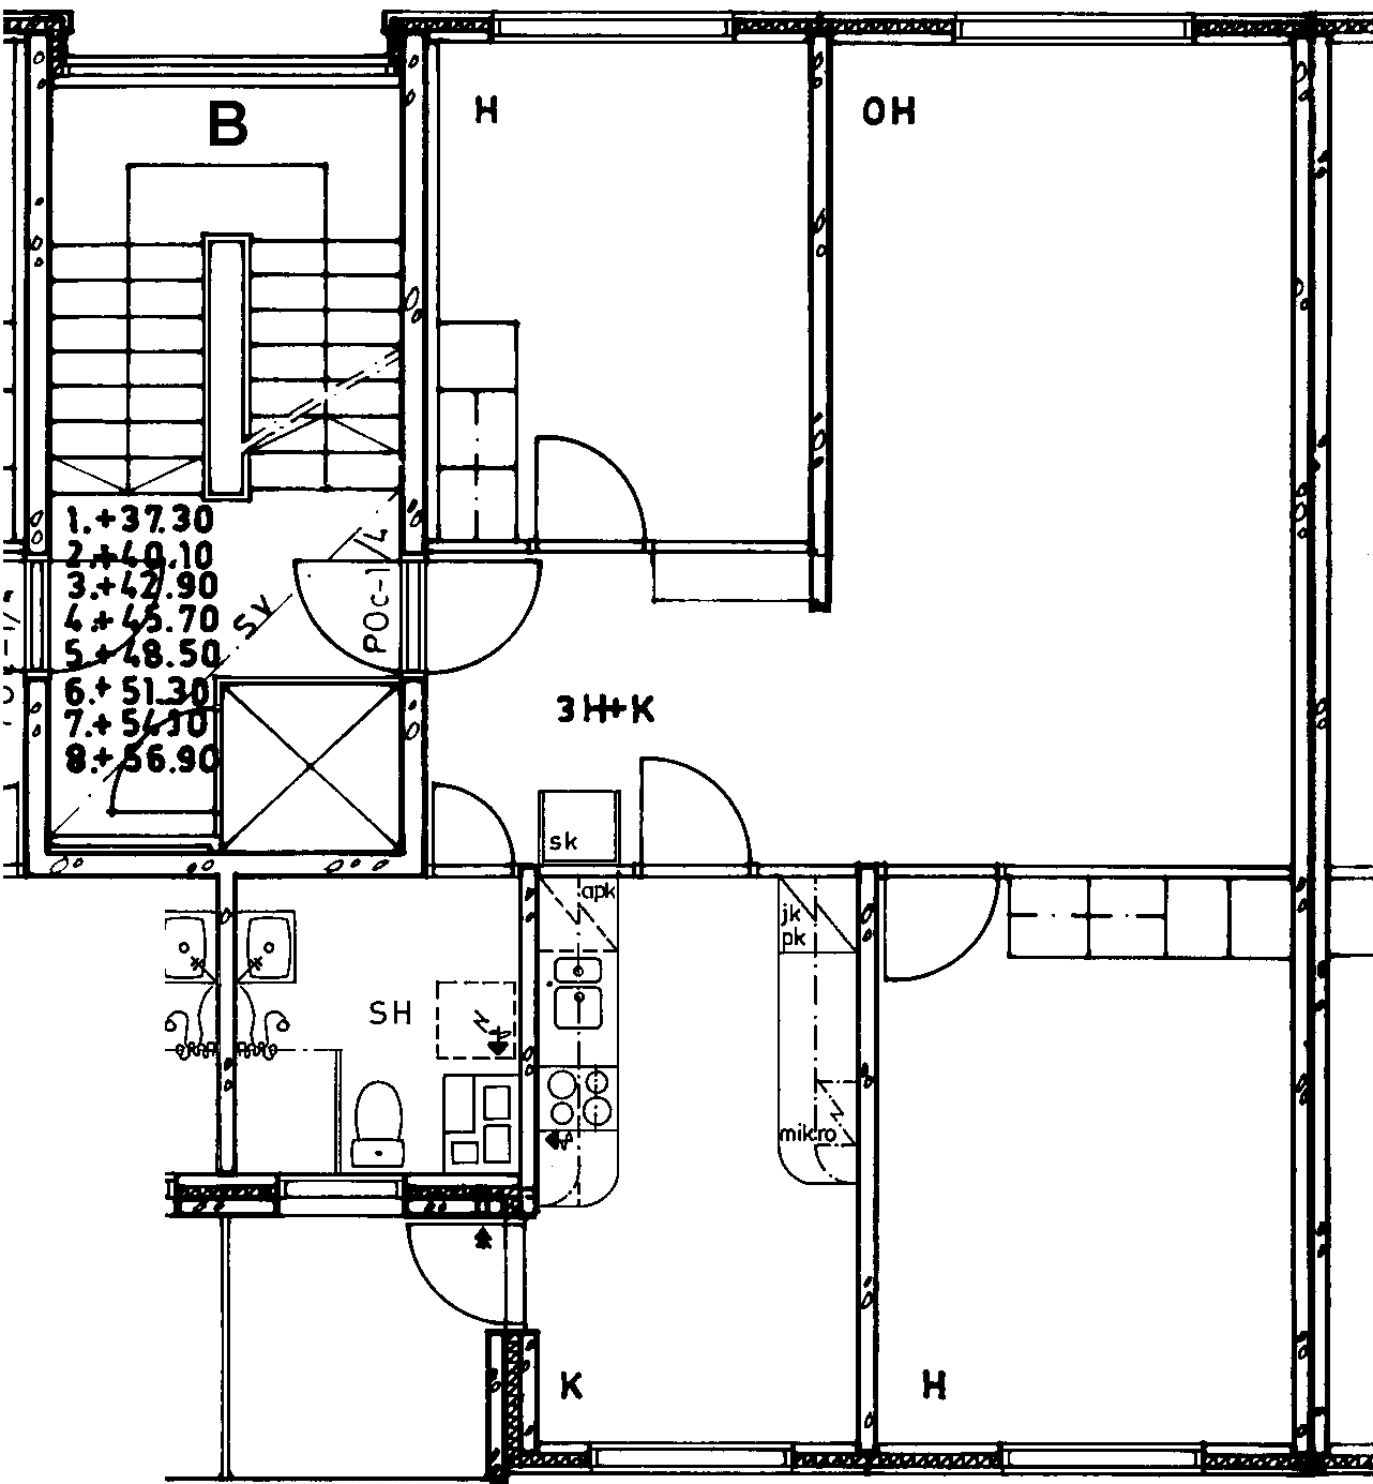 B
H
OH
1.+37.30
2.+40.10
3.+42.90
4.+45.70
5.+48.50
6.+51.30
7.+54.10
8.+56.90
SV
POc-1/4
3H+K
sk
apk
jk
pk
SH
mikro
K
H